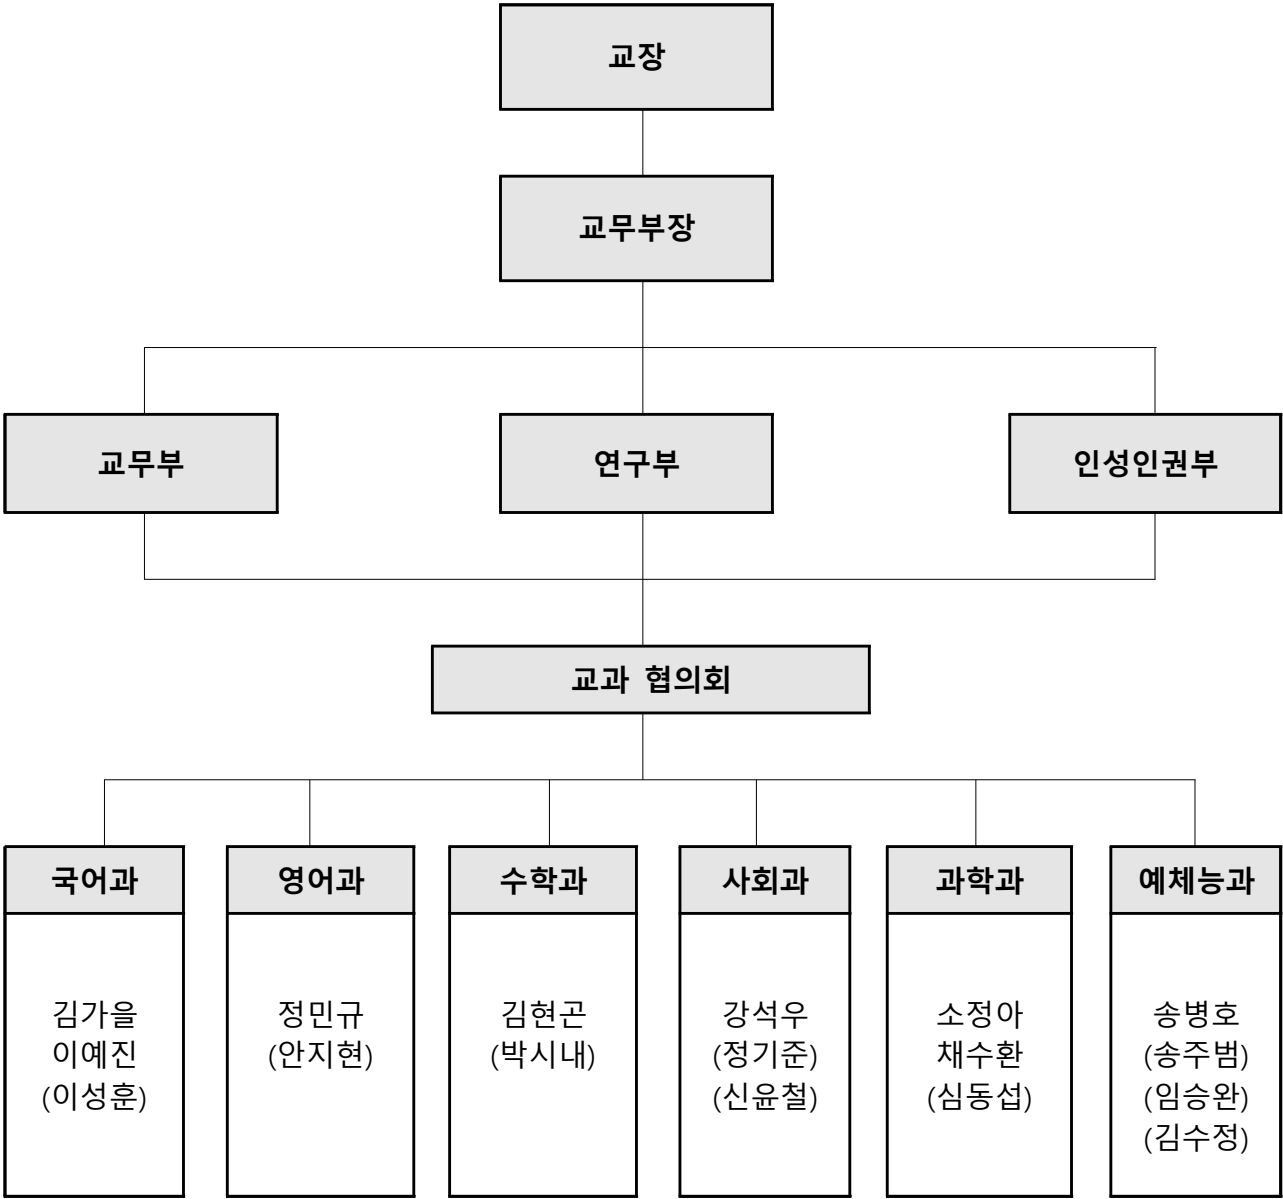 교장
교무부장
교무부
연구부
인성인권부
교과 협의회
국어과
영어과
수학과
사회과
과학과
예체능과
김가을
이예진
(이성훈)
정민규
(안지현)
김현곤
(박시내)
강석우
(정기준)
(신윤철)
소정아
채수환
(심동섭)
송병호
(송주범)
(임승완)
(김수정)